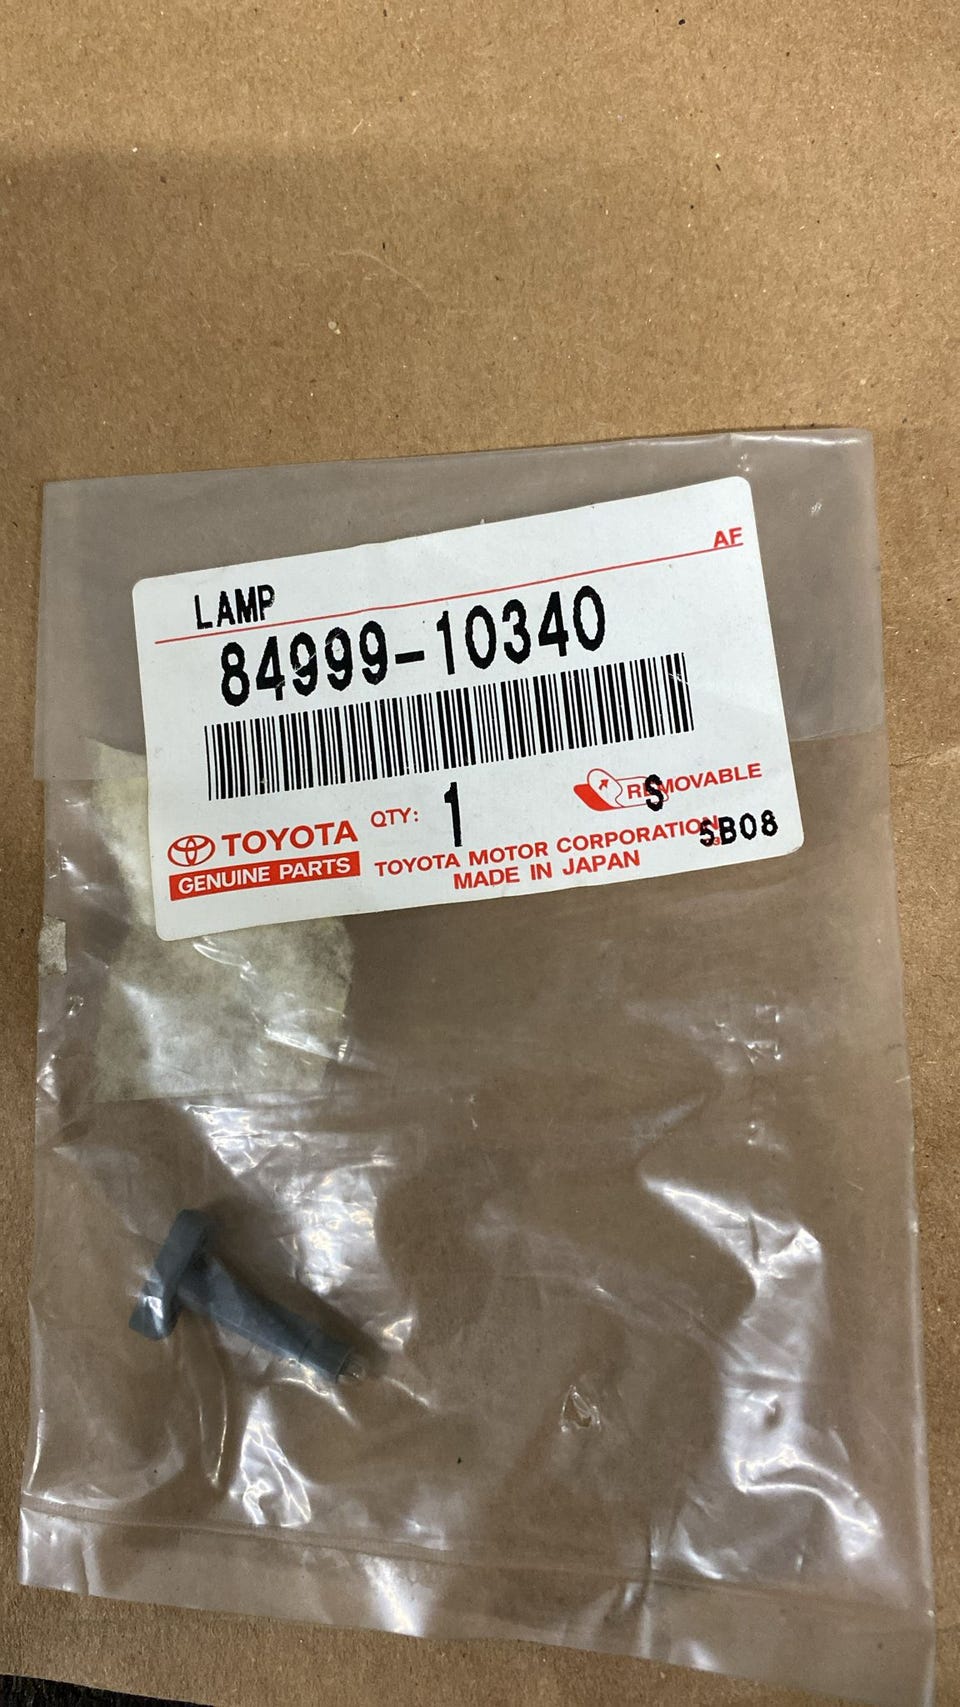 AF
LAMP
84999-10340
QTY: 1
REMOVABLE
S
TOYOTA
GENUINE PARTS
TOYOTA MOTOR CORPORATION
5B08
MADE IN JAPAN